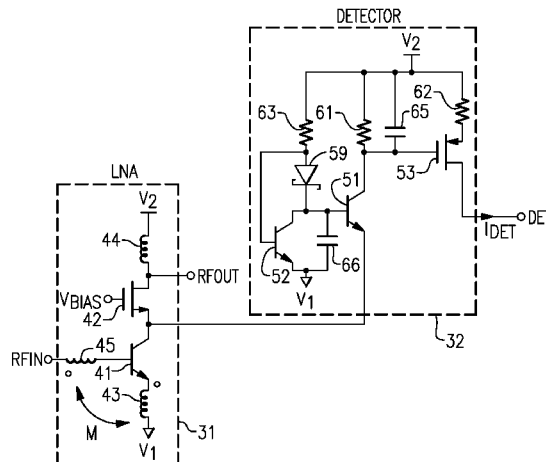 DETECTOR
V2
63
61
65
62
59
53
51
52
66
V1
IDET
DE
32
LNA
V2
44
RFOUT
VBIAS
42
45
RFIN
41
43
M
V1
31